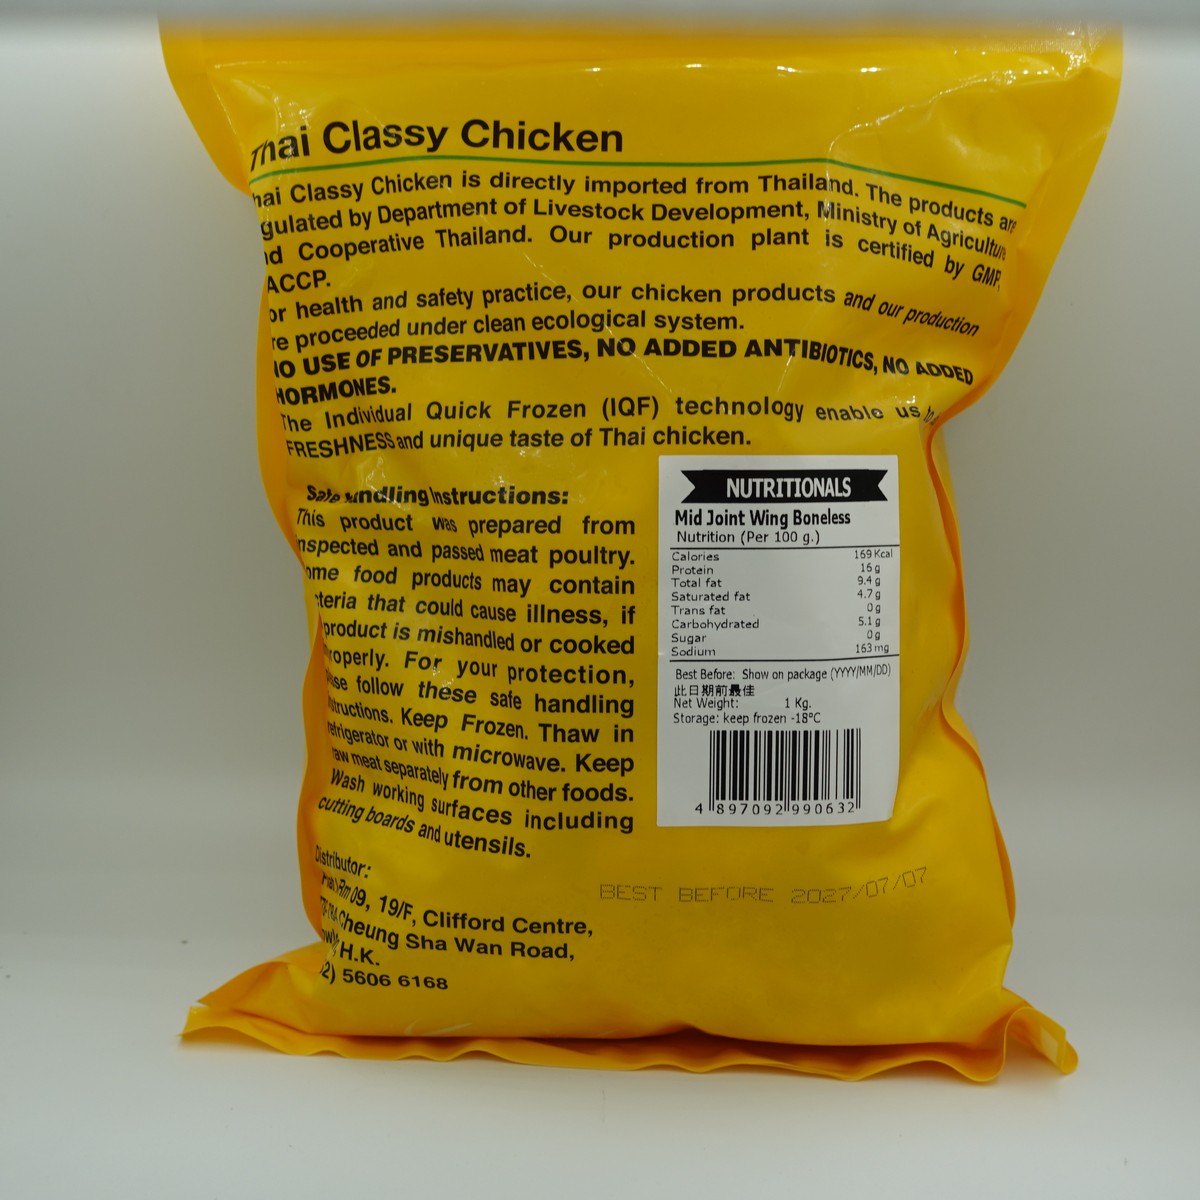 Thai Classy Chicken
hai Classy Chicken is directly imported from Thailand. The products are
gulated by Department of Livestock Development, Ministry of Agriculture
nd Cooperative Thailand. Our production plant is certified by GMP,
ACCP.
or health and safety practice, our chicken products and our production
re proceeded under clean ecological system.
NO USE OF PRESERVATIVES, NO ADDED ANTIBIOTICS, NO ADDED
HORMONES.
The Individual Quick Frozen (IQF) technology enable us
FRESHNESS and unique taste of Thai chicken.
Instructions:
This product was prepared from
nspected and passed meat poultry.
ome food products may contain
cteria that could cause illness, if
product is mishandled or cooked
roperly. For your protection,
ase follow these safe handling
structions. Keep Frozen. Thaw in
refrigerator or with microwave. Keep
raw meat separately from other foods.
Wash working surfaces including
cutting boards and utensils.
Distributor:
Rm 09, 19/F, Clifford Centre,
Cheung Sha Wan Road,
H.K.
2) 5606 6168
NUTRITIONALS
Mid Joint Wing Boneless
Nutrition (Per 100 g.)
Calories 169 Kcal
Protein 16 g
Total fat 9.4 g
Saturated fat 4.7 g
Trans fat 0 g
Carbohydrated 5.1 g
Sugar 0 g
Sodium 163 mg
Best Before: Show on package (YYYY/MM/DD)
此日期前最佳
Net Weight: 1 Kg.
Storage: keep frozen -18°C
4 897092 990632
BEST BEFORE 2027/07/07